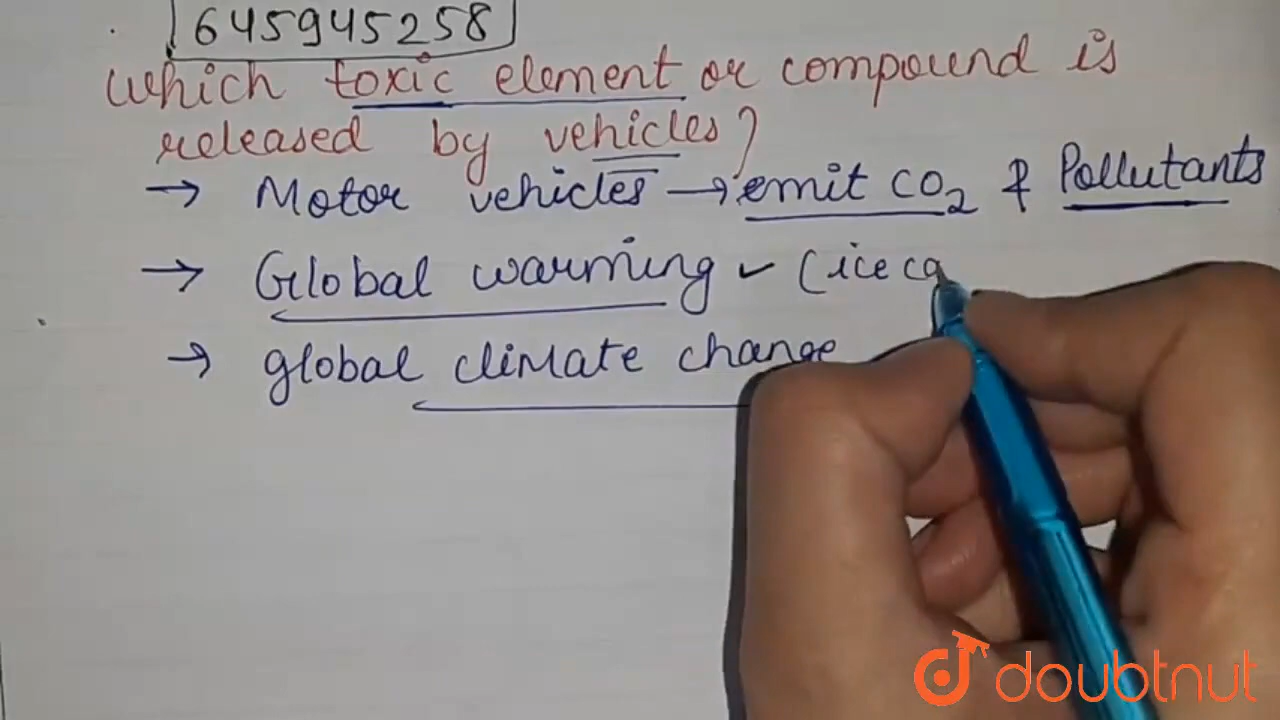 645945258
Which toxic element or compound is
released by vehicles?
→ Motor vehicles → emit CO₂ & Pollutants
→ Global warming ✓ (ice ca
→ global climate change
doubtnut